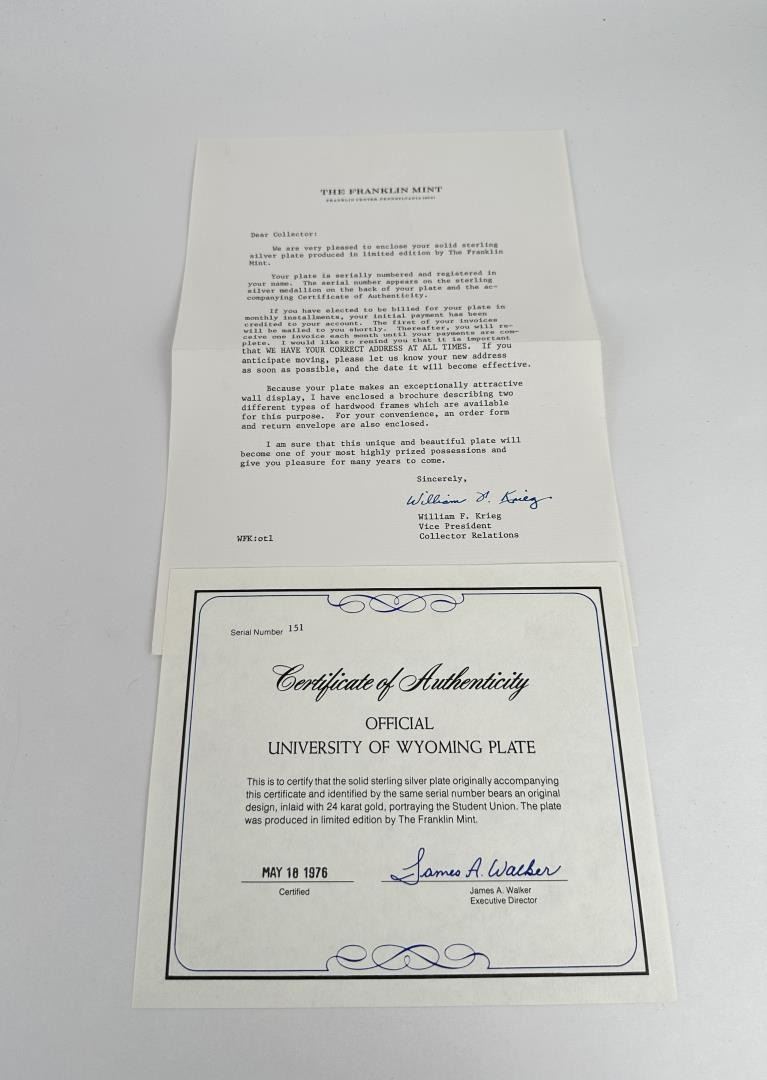 THE FRANKLIN MINT
FRANKLIN CENTER, PENNSYLVANIA 19091
Dear Collector:
We are very pleased to enclose your solid sterling
silver plate produced in limited edition by The Franklin
Mint.
Your plate is serially numbered and registered in
your name. The serial number appears on the sterling
silver medallion on the back of your plate and the ac-
companying Certificate of Authenticity.
If you have elected to be billed for your plate in
monthly installments, your initial payment has been
credited to your account. The first of your invoices
will be mailed to you shortly. Thereafter, you will re-
ceive one invoice each month until your payments are com-
plete. I would like to remind you that it is important
that WE HAVE YOUR CORRECT ADDRESS AT ALL TIMES. If you
anticipate moving, please let us know your new address
as soon as possible, and the date it will become effective.
Because your plate makes an exceptionally attractive
wall display, I have enclosed a brochure describing two
different types of hardwood frames which are available
for this purpose. For your convenience, an order form
and return envelope are also enclosed.
I am sure that this unique and beautiful plate will
become one of your most highly prized possessions and
give you pleasure for many years to come.
Sincerely,
William F. Krieg
William F. Krieg
Vice President
WFK:otl Collector Relations
Serial Number 151
Certificate of Authenticity
OFFICIAL
UNIVERSITY OF WYOMING PLATE
This is to certify that the solid sterling silver plate originally accompanying
this certificate and identified by the same serial number bears an original
design, inlaid with 24 karat gold, portraying the Student Union. The plate
was produced in limited edition by The Franklin Mint.
MAY 18 1976 James A. Walker
Certified James A. Walker
Executive Director